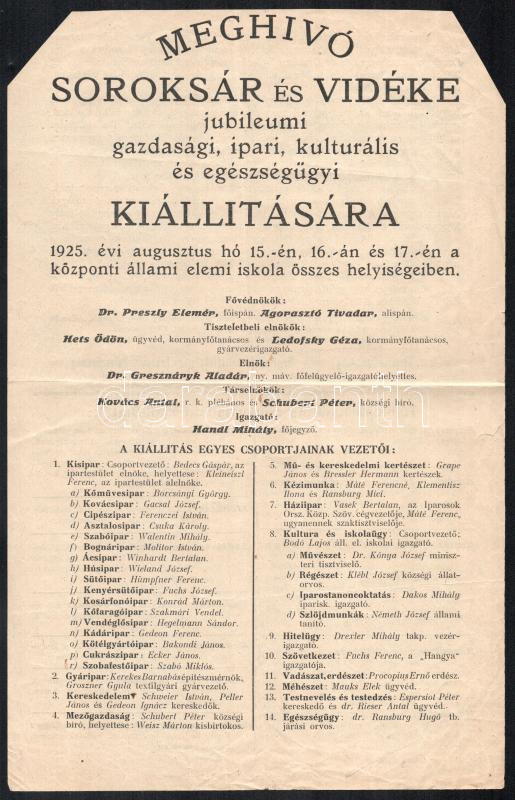 MEGHIVÓ
SOROKSÁR ÉS VIDÉKE
jubileumi
gazdasági, ipari, kulturális
és egészségűgyi
KIÁLLITÁSÁRA
1925. évi augusztus hó 15.-én, 16.-án és 17.-én a
központi állami elemi iskola összes helyiségeiben.
Fővédnökök:
Dr. Preszly Elemér, főispán. Agorasztó Tivadar, alispán.
Tiszteletbeli elnökök:
Hets Ödön, ügyvéd, kormányfőtanácsos és Ledofsky Géza, kormányfőtanácsos,
gyárvezérigazgató.
Elnök:
Dr. Gresznáryk Aladár, ny. máv. főfelügyelő-igazgatóhelyettes.
Társelnökök:
Kovács Antal, r. k. plébános és Schubert Péter, községi biró.
Igazgató:
Handl Mihály, főjegyző.
A KIÁLLITÁS EGYES CSOPORTJAINAK VEZETŐI:
1. Kisipar: Csoportvezető: Bedecs Gáspár, az
ipartestület elnöke, helyettese: Kleineiszl
Ferenc, az ipartestület alelnöke.
a) Kőművesipar: Borcsányi György.
b) Kovácsipar: Gacsal József.
c) Cipészipar: Ferenczei István.
d) Asztalosipar: Csuka Károly.
e) Szabóipar: Walentin Mihály.
f) Bognáripar: Molitor István.
g) Ácsipar: Winhardt Bertalan.
h) Húsipar: Wieland József.
i) Sütőipar: Hümpfner Ferenc.
j) Kenyérsütőipar: Fuchs József.
k) Kosárfonóipar: Konrád Márton.
l) Kőfaragóipar: Szakmári Vendel.
m) Vendéglősipar: Hegelmann Sándor.
n) Kádáripar: Gedeon Ferenc.
o) Kötélgyártóipar: Bakondi János.
p) Cukrászipar: Ecker János.
r) Szobafestőipar: Szabó Miklós.
2. Gyáripar: Kerekes Barnabás épitészmérnök,
Groszner Gyula textilgyári gyárvezető.
3. Kereskedelem: Schweier István, Peller
János és Gedeon Ignácz kereskedők.
4. Mezőgazdaság: Schubert Péter községi
biró, helyettese: Weisz Márton kisbirtokos.
5. Mű- és kereskedelmi kertészet: Grape
János és Bressler Hermann kertészek.
6. Kézimunka: Máté Ferencné, Klementisz
Ilona és Ransburg Mici.
7. Háziipar: Vasek Bertalan, az Iparosok
Orsz. Közp. Szöv. cégvezetője, Máté Ferenc,
ugyanennek szaktisztviselője.
8. Kultura és iskolaügy: Csoportvezető:
Bodó Lajos áll. el. iskolai igazgató.
a) Művészet: Dr. Kónya József minisz-
teri tisztviselő.
b) Régészet: Klébl József községi állat-
orvos.
c) Iparostanoncoktatás: Dakos Mihály
iparisk. igazgató.
d) Szlöjdmunkák: Németh József állami
tanító.
9. Hitelügy: Drexler Mihály takp. vezér-
igazgató.
10. Szövetkezet: Fuchs Ferenc, a „Hangya"
igazgatója.
11. Vadászat, erdészet: Procopius Ernő erdész.
12. Méhészet: Mauks Elek ügyvéd.
13. Testnevelés és testedzés: Epersiot Péter
kereskedő és dr. Rieser Antal ügyvéd.
14. Egészségügy: dr. Ransburg Hugó tb.
járási orvos.
darabanth